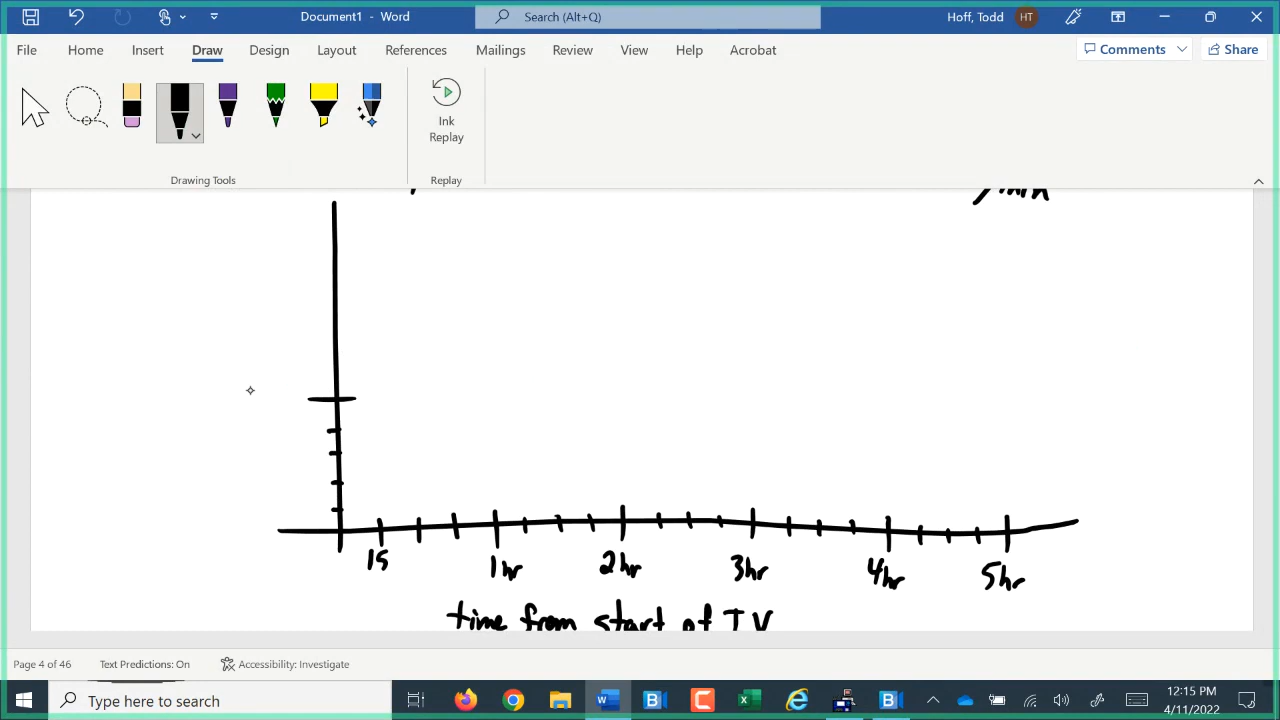 Document1 - Word
Search (Alt+Q)
Hoff, Todd
HT
File Home Insert Draw Design Layout References Mailings Review View Help Acrobat
Comments
Share
Ink
Replay
Drawing Tools
Replay
15 1hr 2hr 3hr 4hr 5hr
time from start of TV
Page 4 of 46
Text Predictions: On
Accessibility: Investigate
Type here to search
12:15 PM
4/11/2022